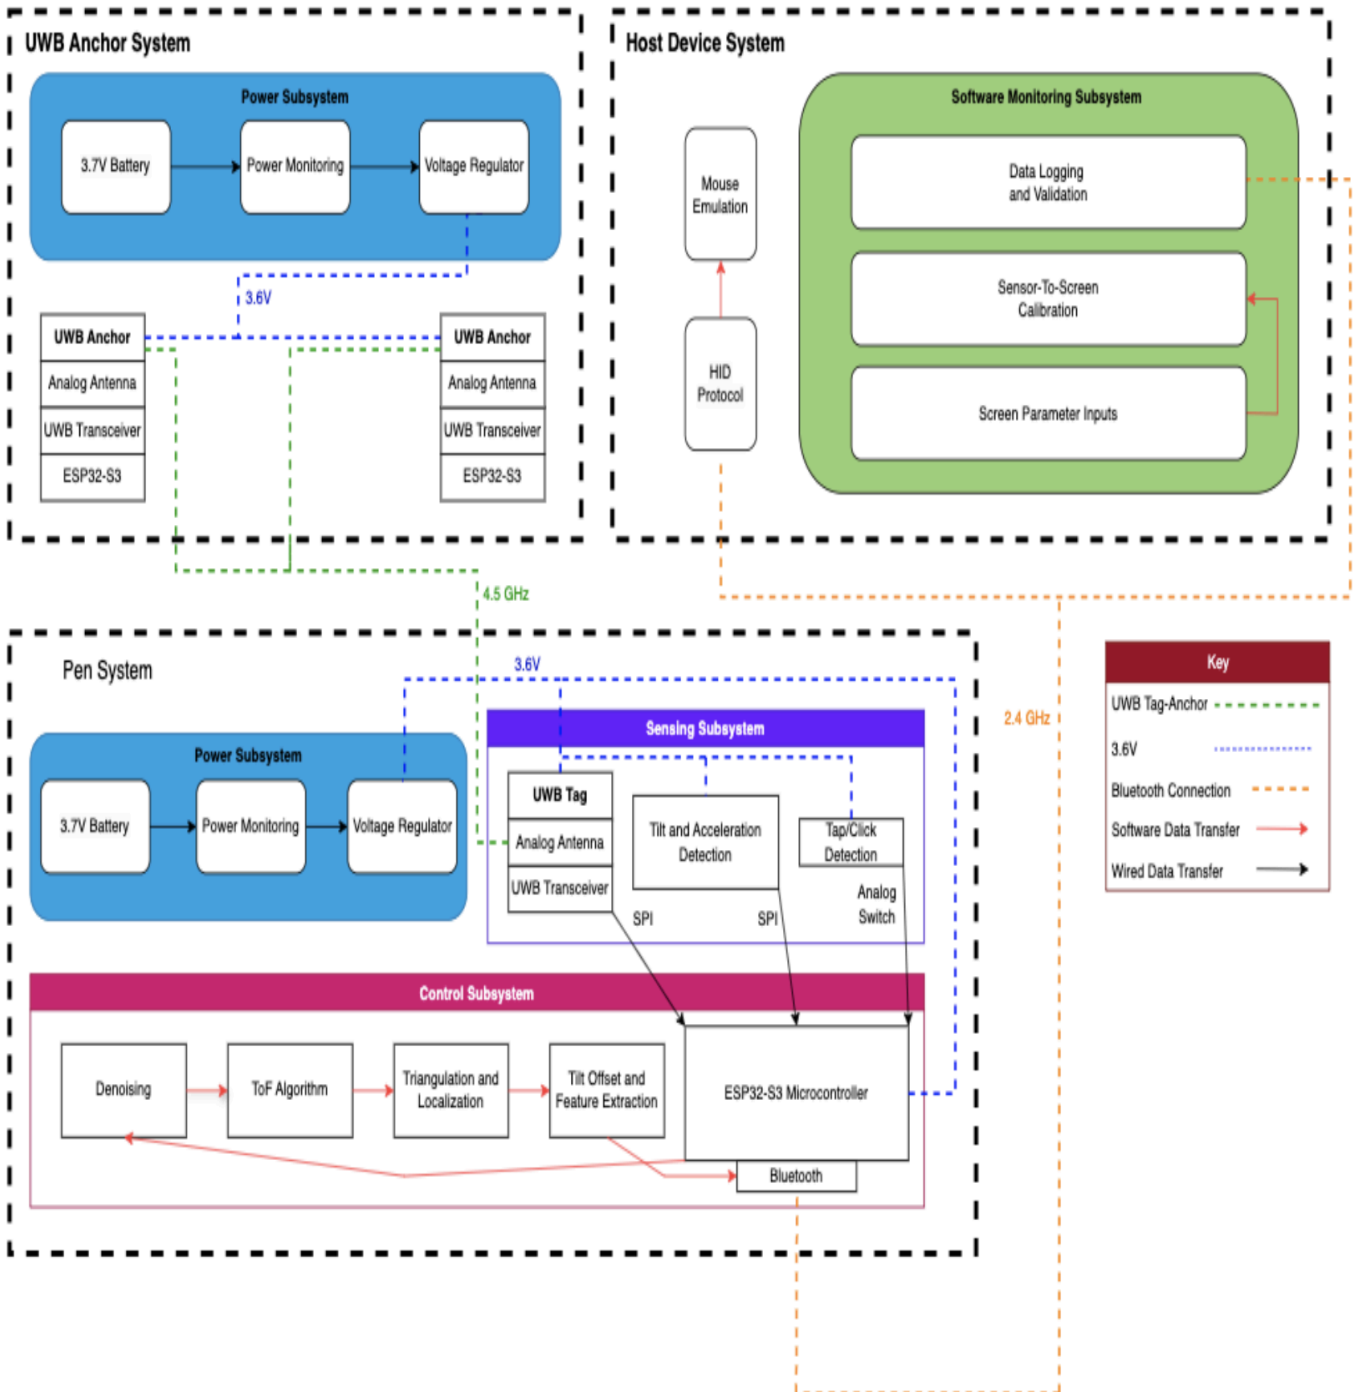 UWB Anchor System
Power Subsystem
3.7V Battery
Power Monitoring
Voltage Regulator
3.6V
UWB Anchor
Analog Antenna
UWB Transceiver
ESP32-S3
UWB Anchor
Analog Antenna
UWB Transceiver
ESP32-S3
Host Device System
Mouse
Emulation
HID
Protocol
Software Monitoring Subsystem
Data Logging
and Validation
Sensor-To-Screen
Calibration
Screen Parameter Inputs
4.5 GHz
Pen System
3.6V
Power Subsystem
3.7V Battery
Power Monitoring
Voltage Regulator
Sensing Subsystem
UWB Tag
Analog Antenna
UWB Transceiver
Tilt and Acceleration
Detection
Tap/Click
Detection
SPI
SPI
Analog
Switch
Control Subsystem
Denoising
ToF Algorithm
Triangulation and
Localization
Tilt Offset and
Feature Extraction
ESP32-S3 Microcontroller
Bluetooth
2.4 GHz
Key
UWB Tag-Anchor
3.6V
Bluetooth Connection
Software Data Transfer
Wired Data Transfer